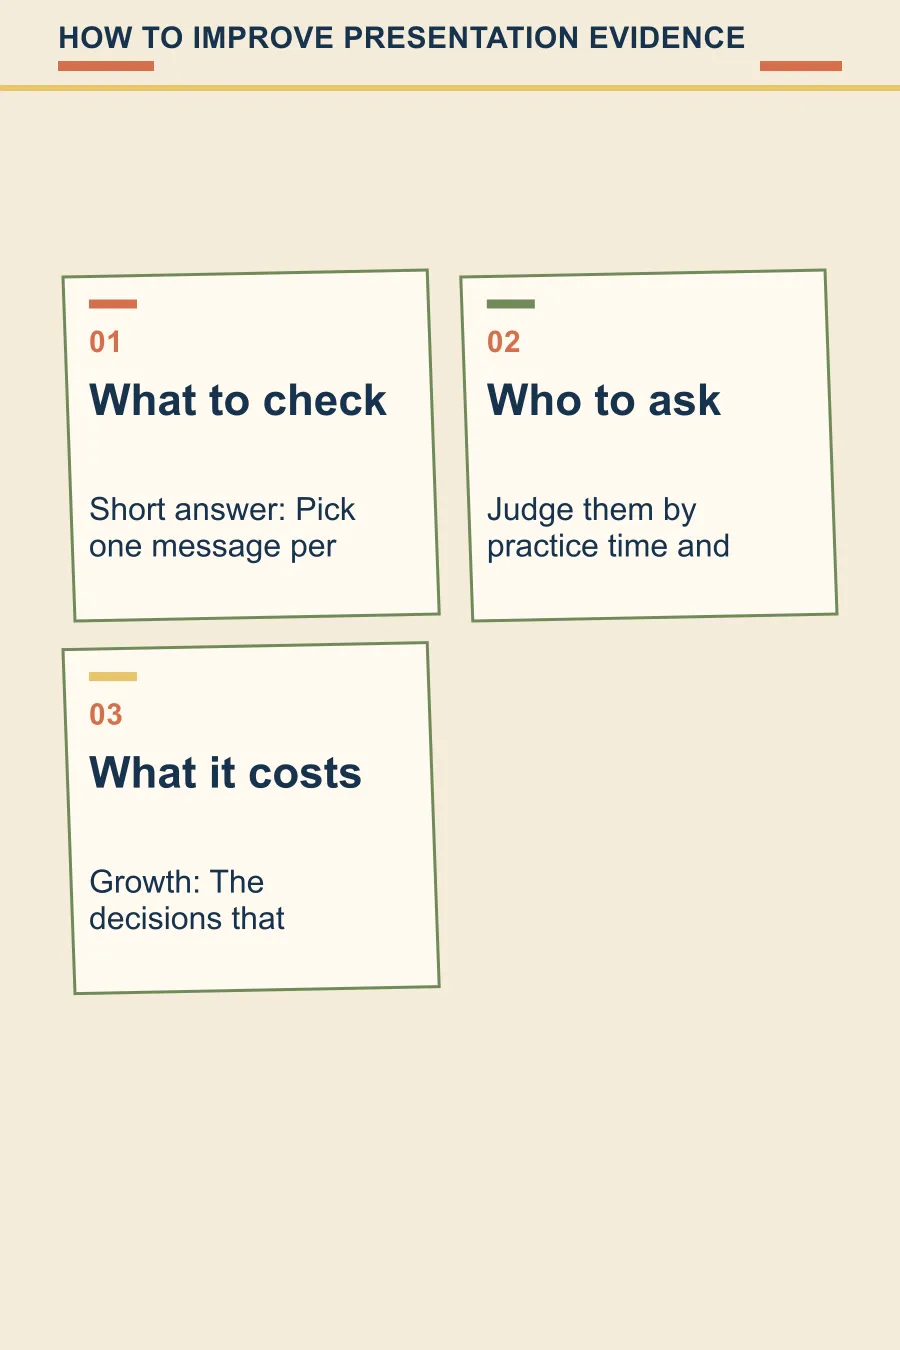 HOW TO IMPROVE PRESENTATION EVIDENCE
01
What to check
Short answer: Pick
one message per
02
Who to ask
Judge them by
practice time and
03
What it costs
Growth: The
decisions that